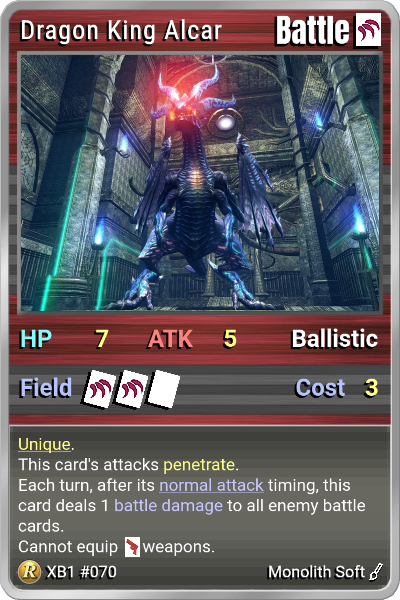 Dragon King Alcar Battle
HP 7 ATK 5 Ballistic
Field Cost 3
Unique.
This card's attacks penetrate.
Each turn, after its normal attack timing, this
card deals 1 battle damage to all enemy battle
cards.
Cannot equip weapons.
R XB1 #070 Monolith Soft